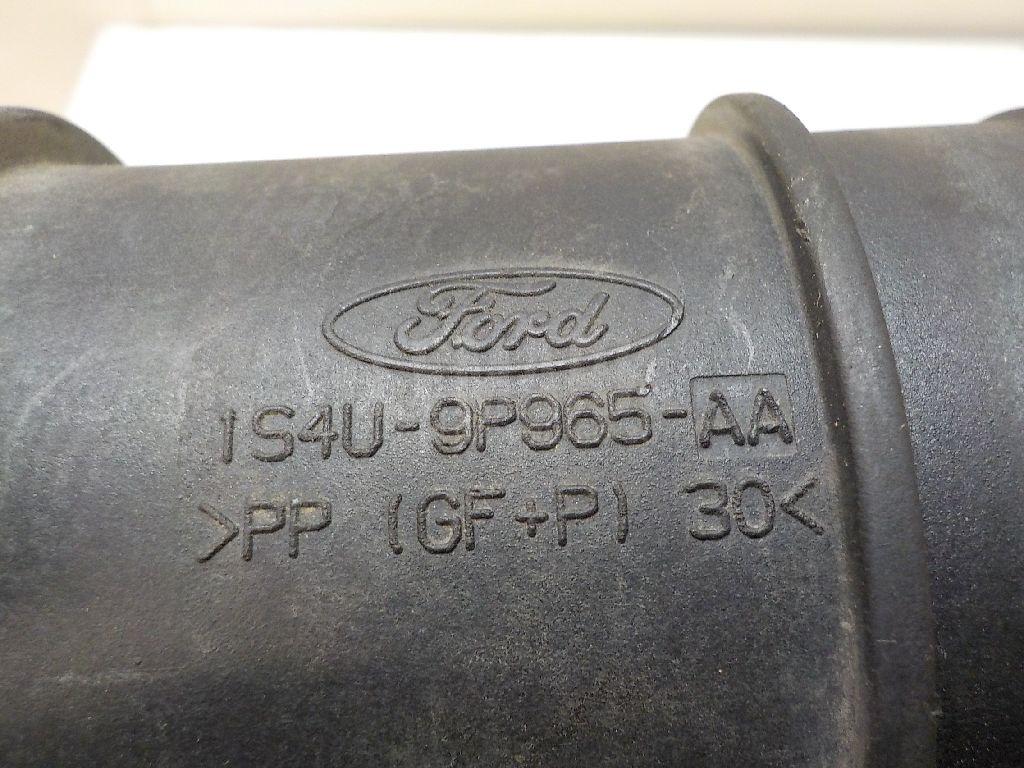 Ford
1S4U-9P965-AA
>PP (GF+P) 30<